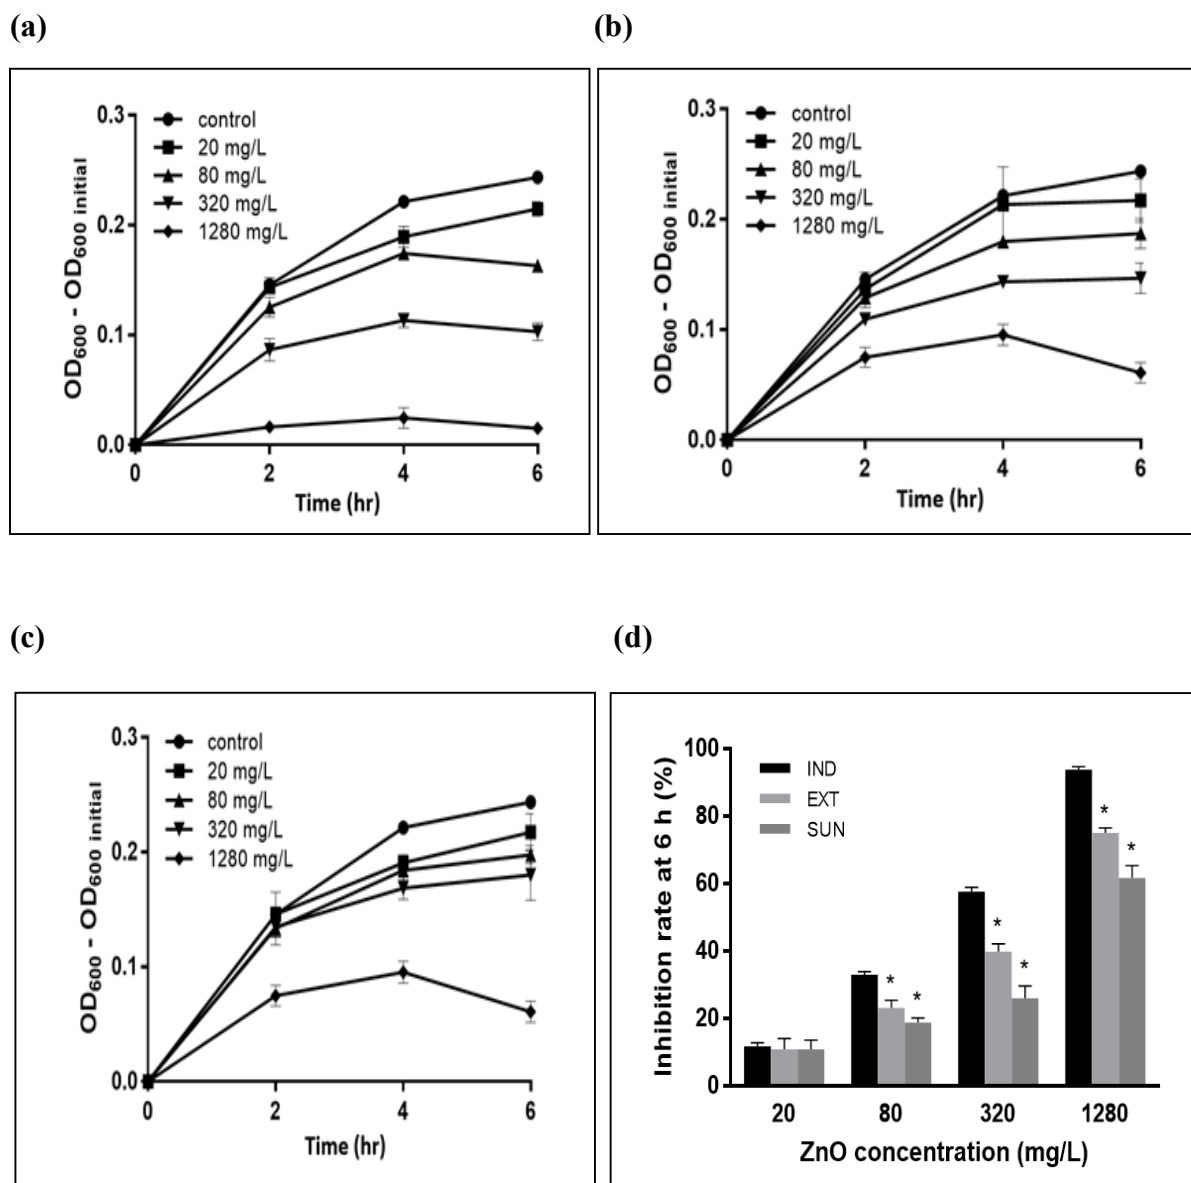 (a)
(b)
0.3
control
20 mg/L
80 mg/L
320 mg/L
1280 mg/L
0.2
0.1
0.0
OD600 - OD600 initial
0 2 4 6
Time (hr)
0.3
control
20 mg/L
80 mg/L
320 mg/L
1280 mg/L
0.2
0.1
0.0
OD600 - OD600 initial
0 2 4 6
Time (hr)
(c)
(d)
0.3
control
20 mg/L
80 mg/L
320 mg/L
1280 mg/L
0.2
0.1
0.0
OD600 - OD600 initial
0 2 4 6
Time (hr)
100
80
60
40
20
0
Inhibition rate at 6 h (%)
IND
EXT
SUN
* * * * * *
20 80 320 1280
ZnO concentration (mg/L)